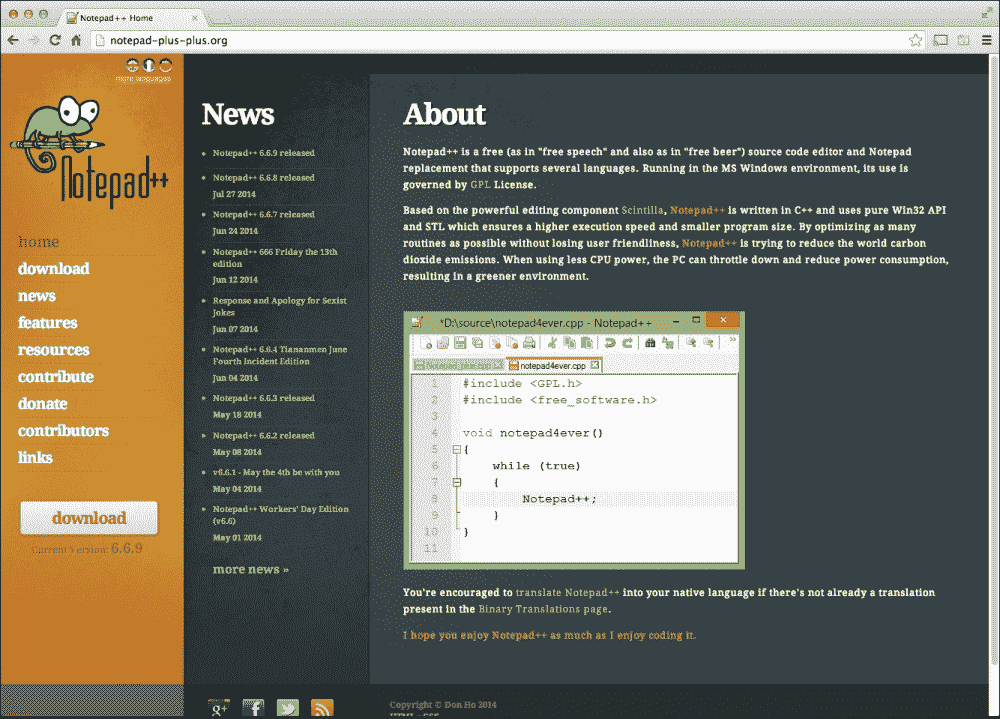 Notepad++ Home
notepad-plus-plus.org
more languages
Notepad++
home
download
news
features
resources
contribute
donate
contributors
links
download
Current Version: 6.6.9
News
Notepad++ 6.6.9 released
Notepad++ 6.6.8 released
Jul 27 2014
Notepad++ 6.6.7 released
Jun 24 2014
Notepad++ 666 Friday the 13th
edition
Jun 12 2014
Response and Apology for Sexist
Jokes
Jun 07 2014
Notepad++ 6.6.4 Tiananmen June
Fourth Incident Edition
Jun 04 2014
Notepad++ 6.6.3 released
May 18 2014
Notepad++ 6.6.2 released
May 08 2014
v6.6.1 - May the 4th be with you
May 04 2014
Notepad++ Workers' Day Edition
(v6.6)
May 01 2014
more news »
About
Notepad++ is a free (as in "free speech" and also as in "free beer") source code editor and Notepad
replacement that supports several languages. Running in the MS Windows environment, its use is
governed by GPL License.
Based on the powerful editing component Scintilla, Notepad++ is written in C++ and uses pure Win32 API
and STL which ensures a higher execution speed and smaller program size. By optimizing as many
routines as possible without losing user friendliness, Notepad++ is trying to reduce the world carbon
dioxide emissions. When using less CPU power, the PC can throttle down and reduce power consumption,
resulting in a greener environment.
*D:\source\notepad4ever.cpp - Notepad++
notepad4ever.cpp
1 #include <GPL.h>
2 #include <free_software.h>
3
4 void notepad4ever()
5 {
6 while (true)
7 {
8 Notepad++;
9 }
10 }
11
You're encouraged to translate Notepad++ into your native language if there's not already a translation
present in the Binary Translations page.
I hope you enjoy Notepad++ as much as I enjoy coding it.
g+ f
Copyright © Don Ho 2014